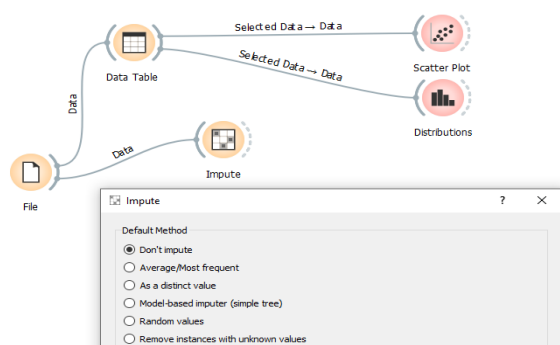 Selected Data → Data
Data Table
Scatter Plot
Selected Data → Data
Data
Distributions
Data
Impute
File
Impute ? ×
Default Method
Don't impute
Average/Most frequent
As a distinct value
Model-based imputer (simple tree)
Random values
Remove instances with unknown values